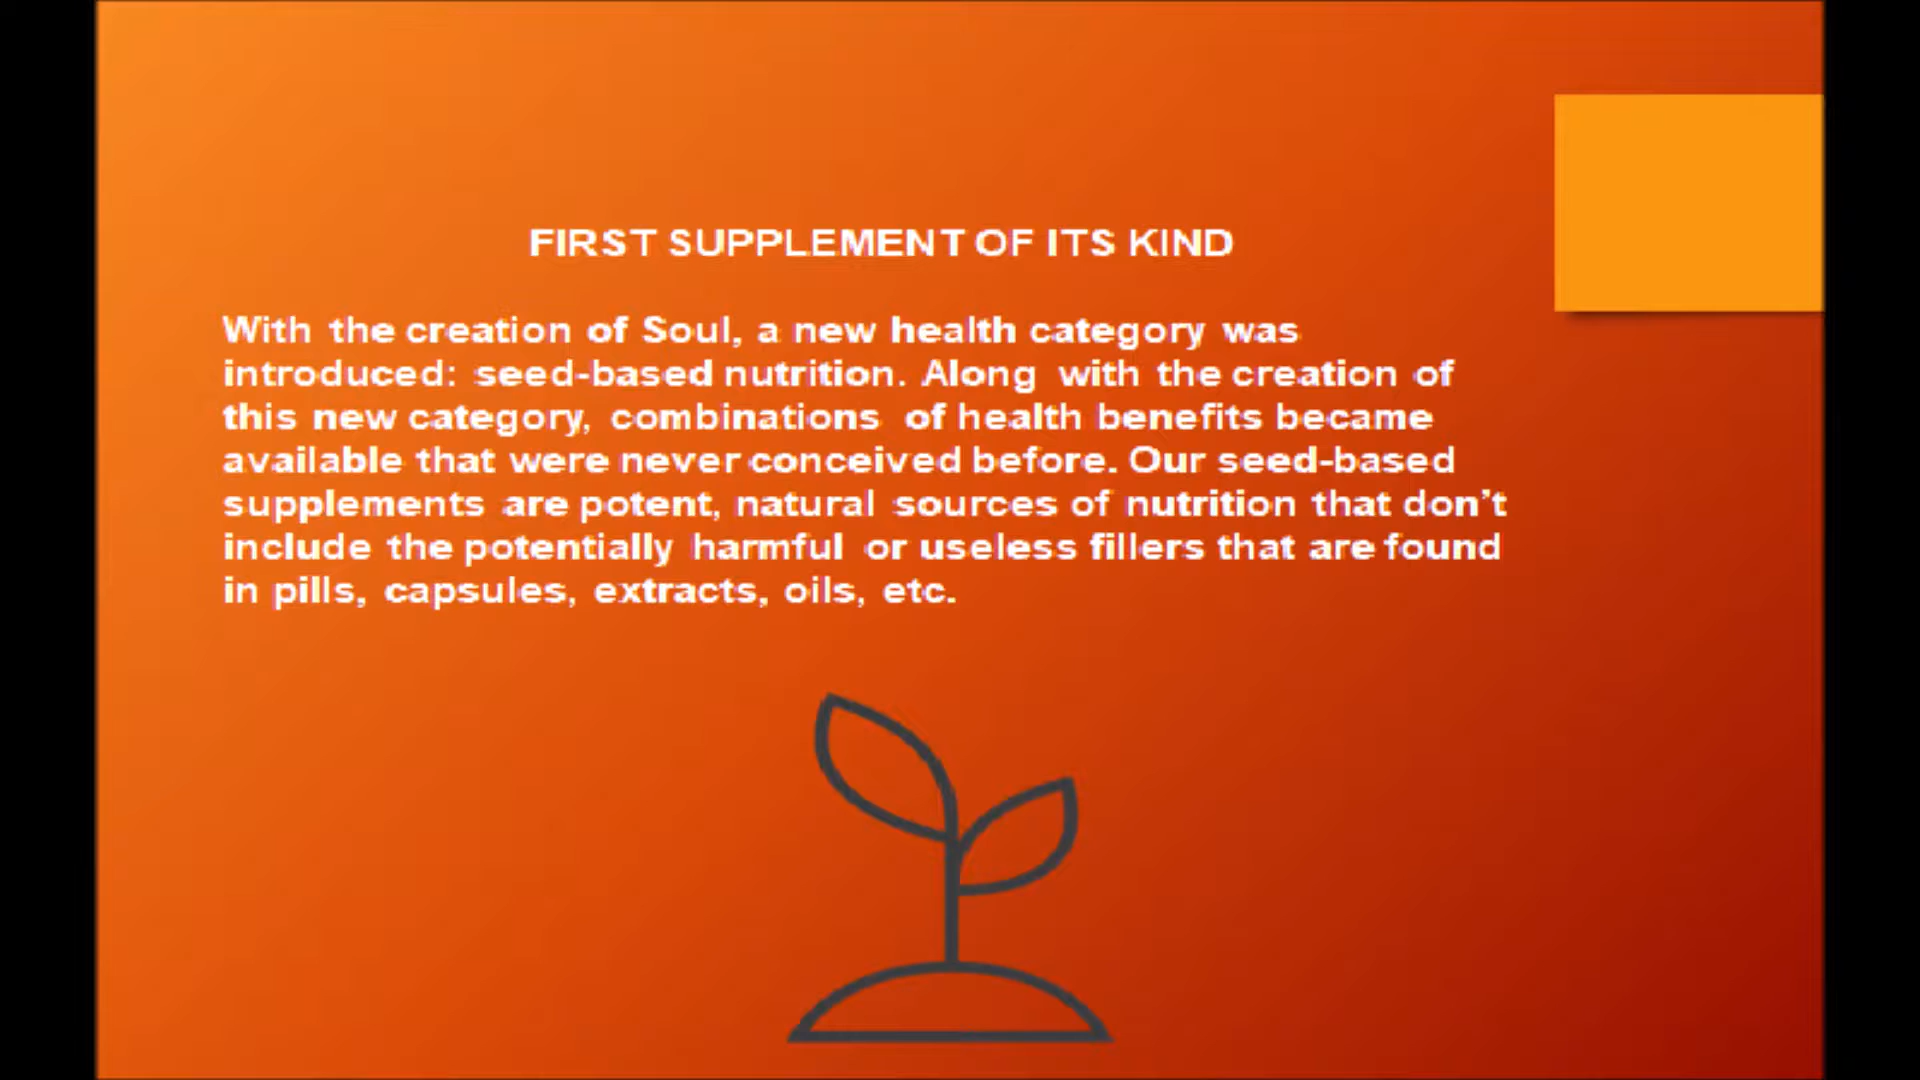 FIRST SUPPLEMENT OF ITS KIND
With the creation of Soul, a new health category was
introduced: seed-based nutrition. Along with the creation of
this new category, combinations of health benefits became
available that were never conceived before. Our seed-based
supplements are potent, natural sources of nutrition that don’t
include the potentially harmful or useless fillers that are found
in pills, capsules, extracts, oils, etc.